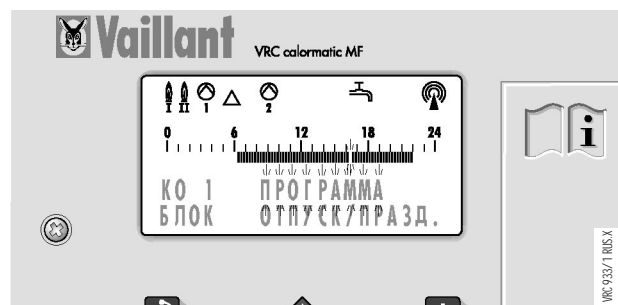 Vaillant
VRC calormatic MF
I II 1 2
0 6 12 18 24
КО 1 ПРОГРАММА
БЛОК ОТПУСК/ПРАЗД.
i
VRC 933/1 RUS.X